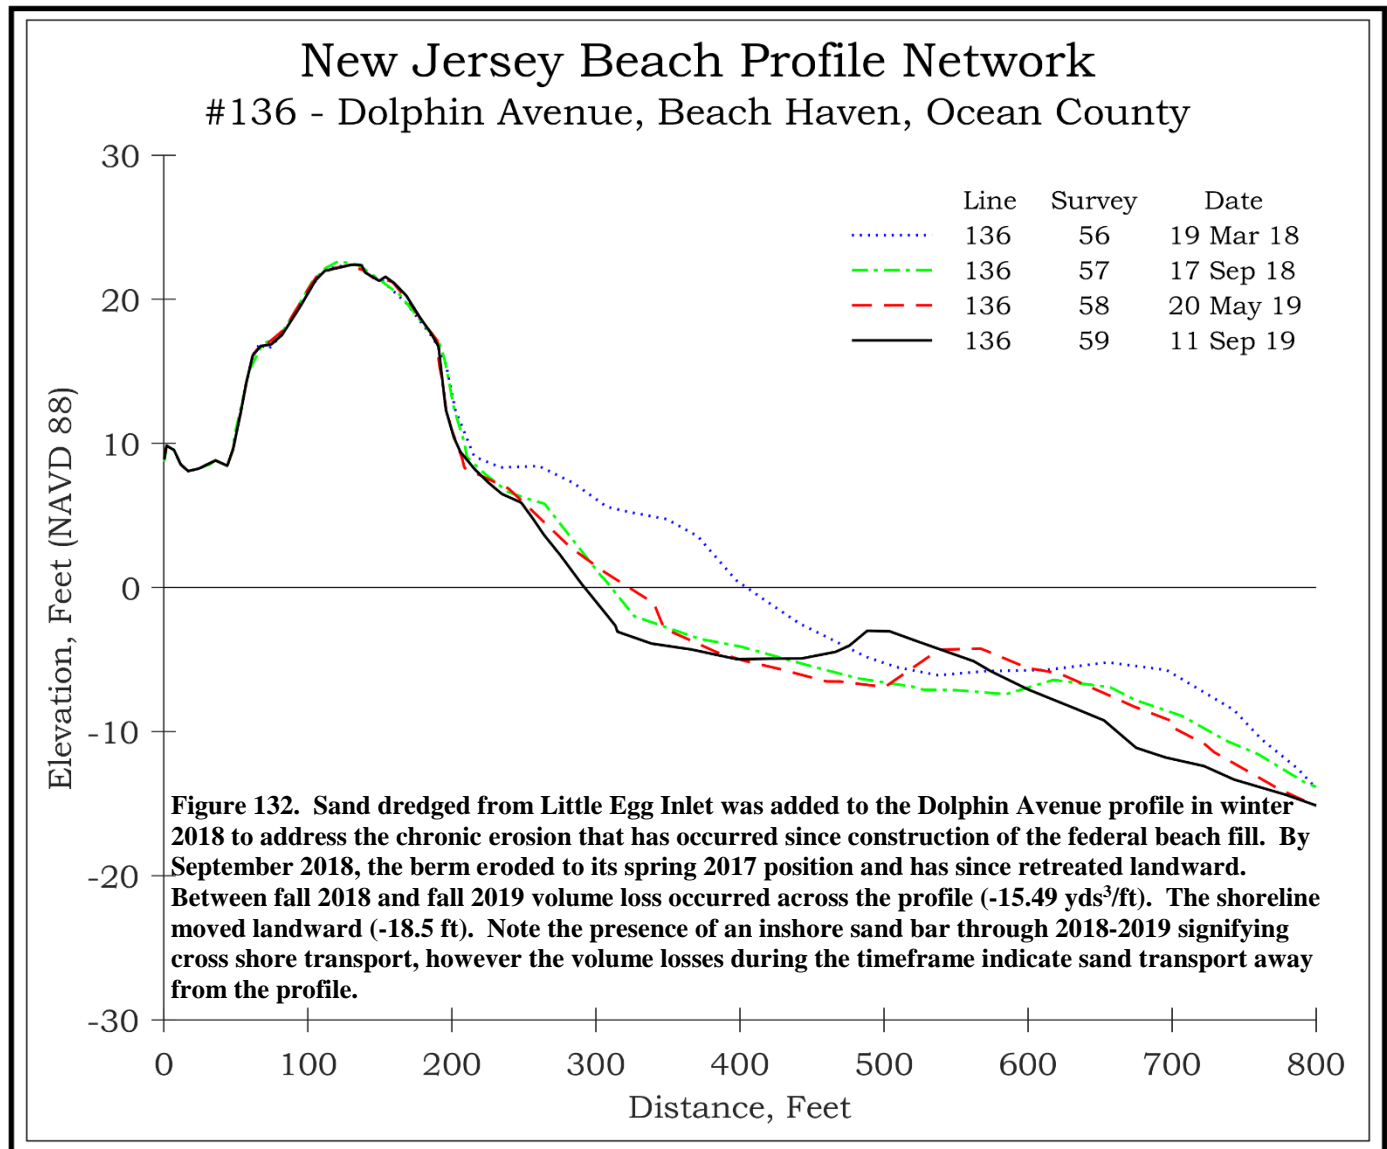 New Jersey Beach Profile Network
#136 - Dolphin Avenue, Beach Haven, Ocean County
30
20
10
0
-10
-20
-30
Elevation, Feet (NAVD 88)
Line Survey Date
136 56 19 Mar 18
136 57 17 Sep 18
136 58 20 May 19
136 59 11 Sep 19
Figure 132. Sand dredged from Little Egg Inlet was added to the Dolphin Avenue profile in winter
2018 to address the chronic erosion that has occurred since construction of the federal beach fill. By
September 2018, the berm eroded to its spring 2017 position and has since retreated landward.
Between fall 2018 and fall 2019 volume loss occurred across the profile (-15.49 yds³/ft). The shoreline
moved landward (-18.5 ft). Note the presence of an inshore sand bar through 2018-2019 signifying
cross shore transport, however the volume losses during the timeframe indicate sand transport away
from the profile.
0 100 200 300 400 500 600 700 800
Distance, Feet